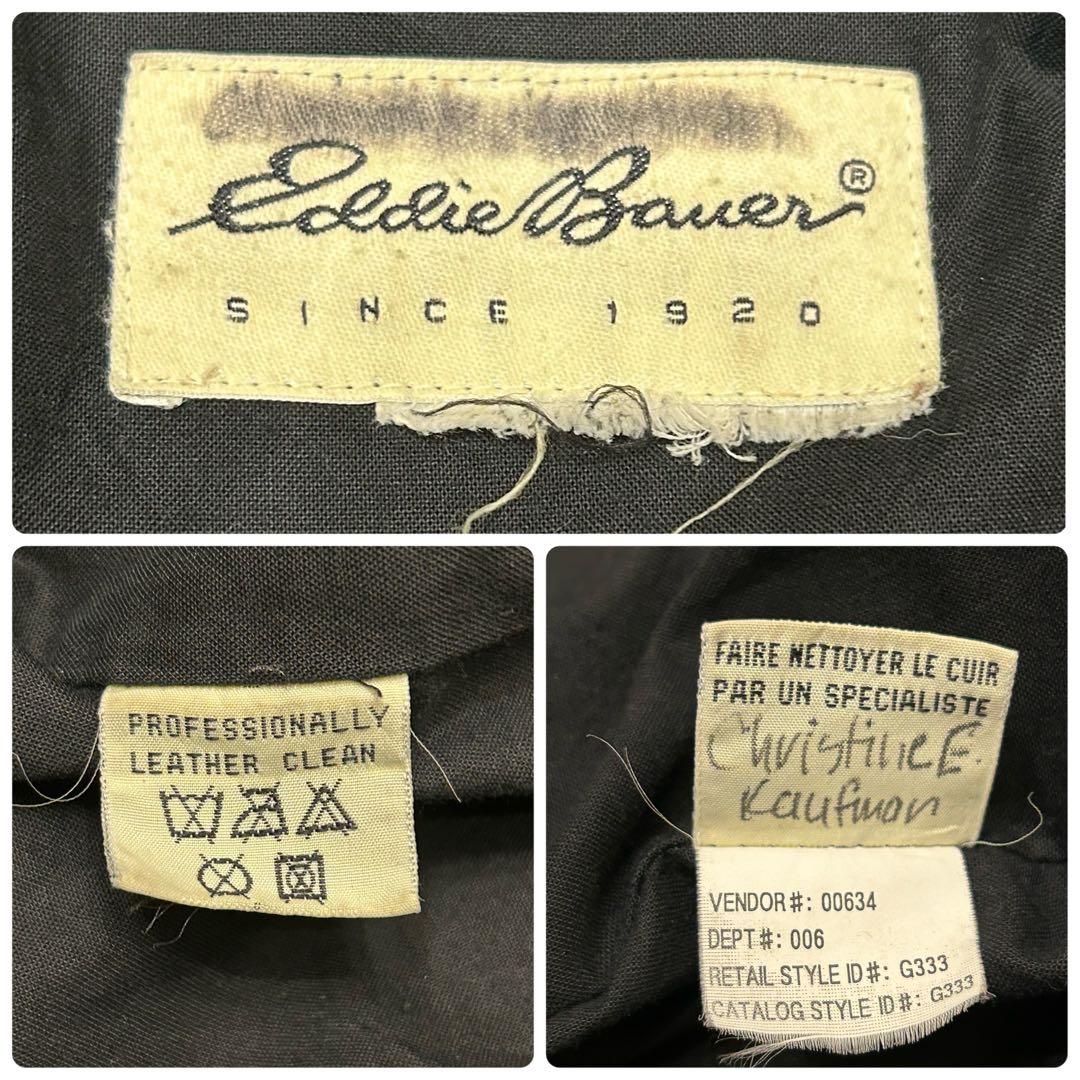 Eddie Bauer®
SINCE 1920
PROFESSIONALLY
LEATHER CLEAN
FAIRE NETTOYER LE CUIR
PAR UN SPECIALISTE
Christine E.
Kaufman
VENDOR#: 00634
DEPT#: 006
RETAIL STYLE ID#: G333
CATALOG STYLE ID#: G333